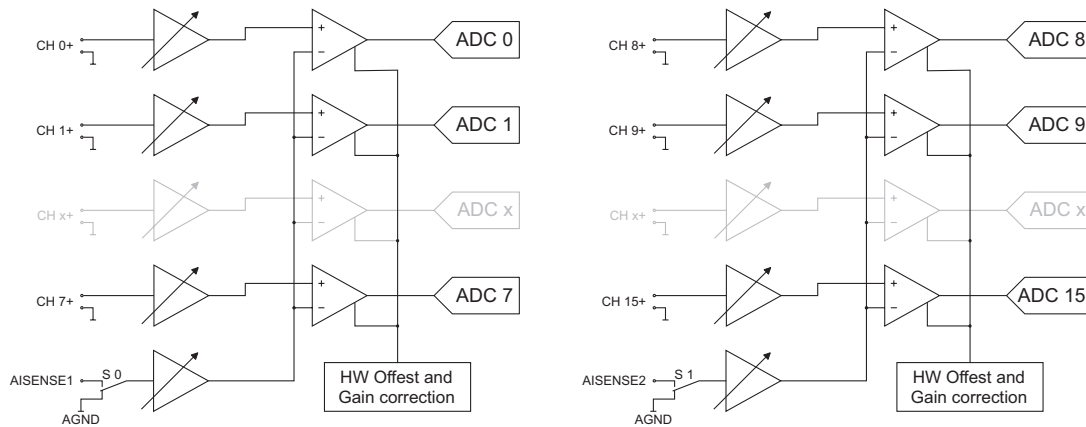 CH 0+
ADC 0
CH 1+
ADC 1
CH x+
ADC x
CH 7+
ADC 7
AISENSE1
S 0
AGND
HW Offest and
Gain correction
CH 8+
ADC 8
CH 9+
ADC 9
CH x+
ADC x
CH 15+
ADC 15
AISENSE2
S 1
AGND
HW Offest and
Gain correction